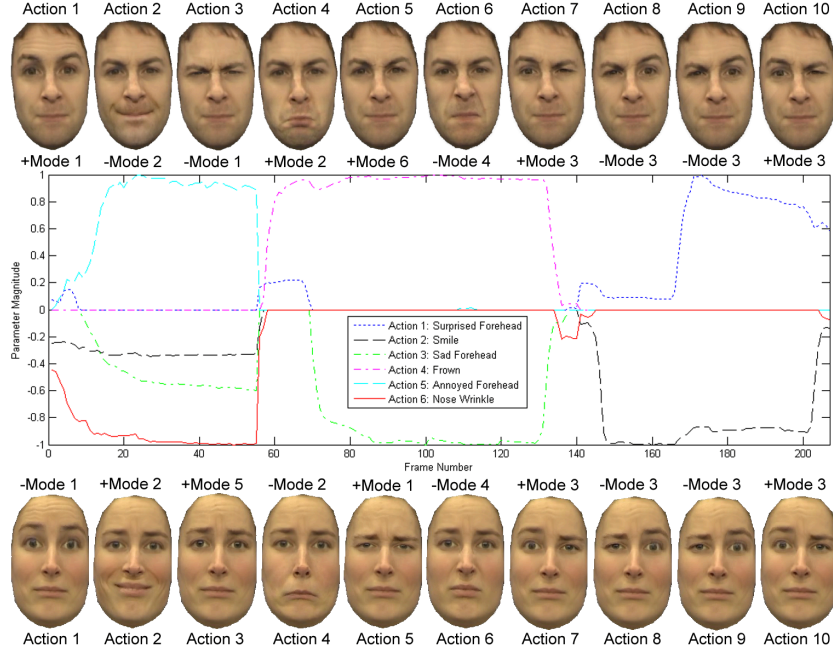 Action 1 Action 2 Action 3 Action 4 Action 5 Action 6 Action 7 Action 8 Action 9 Action 10
+Mode 1 -Mode 2 -Mode 1 +Mode 2 +Mode 6 -Mode 4 +Mode 3 -Mode 3 -Mode 3 +Mode 3
1
0.8
0.6
0.4
0.2
0
-0.2
-0.4
-0.6
-0.8
-1
Parameter Magnitude
Action 1: Surprised Forehead
Action 2: Smile
Action 3: Sad Forehead
Action 4: Frown
Action 5: Annoyed Forehead
Action 6: Nose Wrinkle
0 20 40 60 80 100 120 140 160 180 200
Frame Number
-Mode 1 +Mode 2 +Mode 5 -Mode 2 +Mode 1 -Mode 4 +Mode 3 -Mode 3 -Mode 3 +Mode 3
Action 1 Action 2 Action 3 Action 4 Action 5 Action 6 Action 7 Action 8 Action 9 Action 10